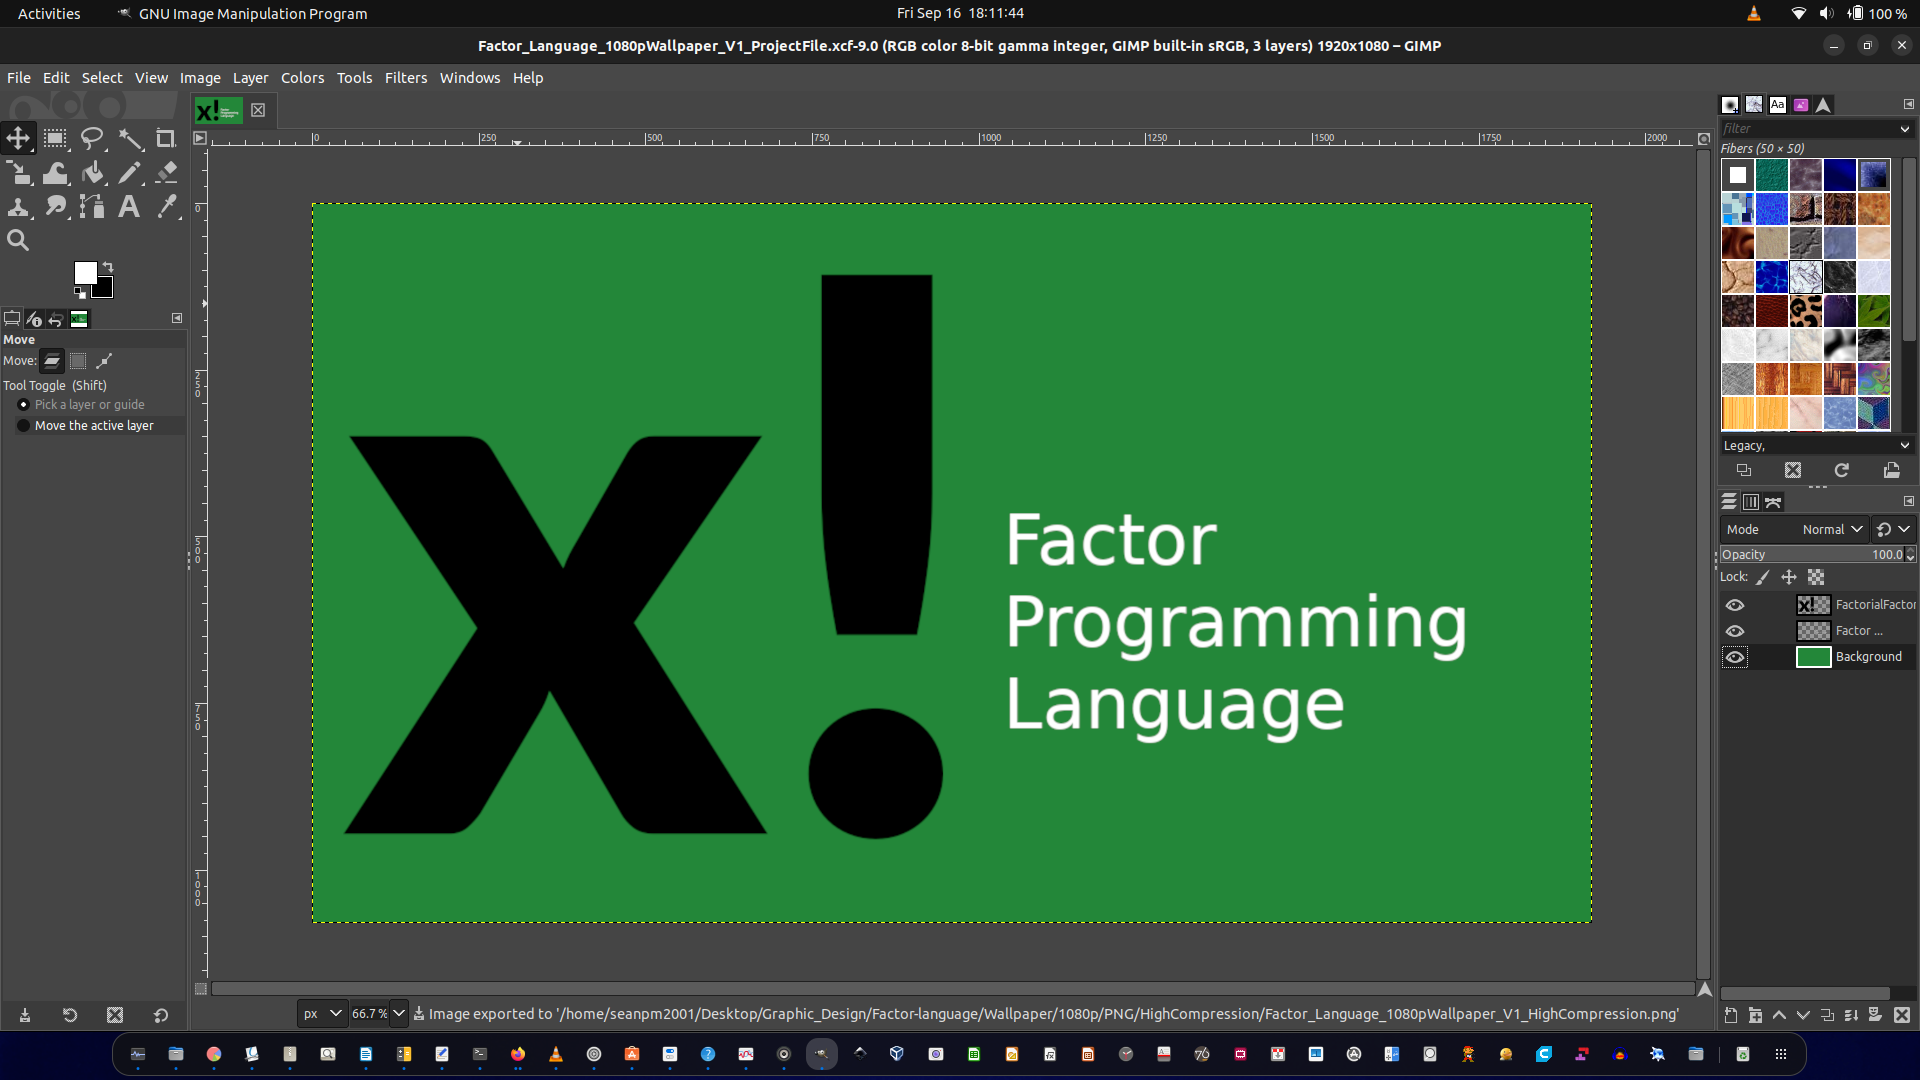 Activities
GNU Image Manipulation Program
Fri Sep 16  18:11:44
100 %
Factor_Language_1080pWallpaper_V1_ProjectFile.xcf-9.0 (RGB color 8-bit gamma integer, GIMP built-in sRGB, 3 layers) 1920x1080 – GIMP
File Edit Select View Image Layer Colors Tools Filters Windows Help
0 250 500 750 1000 1250 1500 1750 2000
filter
Fibers (50 × 50)
Move
Move:
Tool Toggle  (Shift)
Pick a layer or guide
Move the active layer
0
250
500
750
1000
x!
Factor
Programming
Language
Legacy,
Mode Normal
Opacity 100.0
Lock:
FactorialFactor
Factor ...
Background
px 66.7 % Image exported to '/home/seanpm2001/Desktop/Graphic_Design/Factor-language/Wallpaper/1080p/PNG/HighCompression/Factor_Language_1080pWallpaper_V1_HighCompression.png'